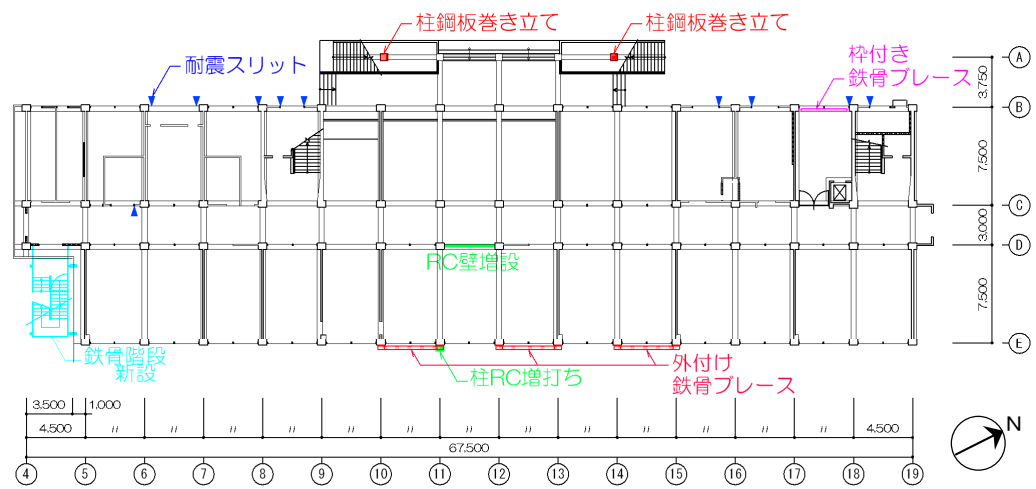 柱鋼板巻き立て
柱鋼板巻き立て
耐震スリット
枠付き
鉄骨ブレース
A
3.750
B
7.500
C
3.000
D
RC壁増設
7.500
E
鉄骨階段
新設
柱RC増打ち
外付け
鉄骨ブレース
3.500 1.000
4.500 〃 〃 〃 〃 〃 〃 〃 〃 〃 〃 〃 〃 〃 4.500
67.500
N
4 5 6 7 8 9 10 11 12 13 14 15 16 17 18 19